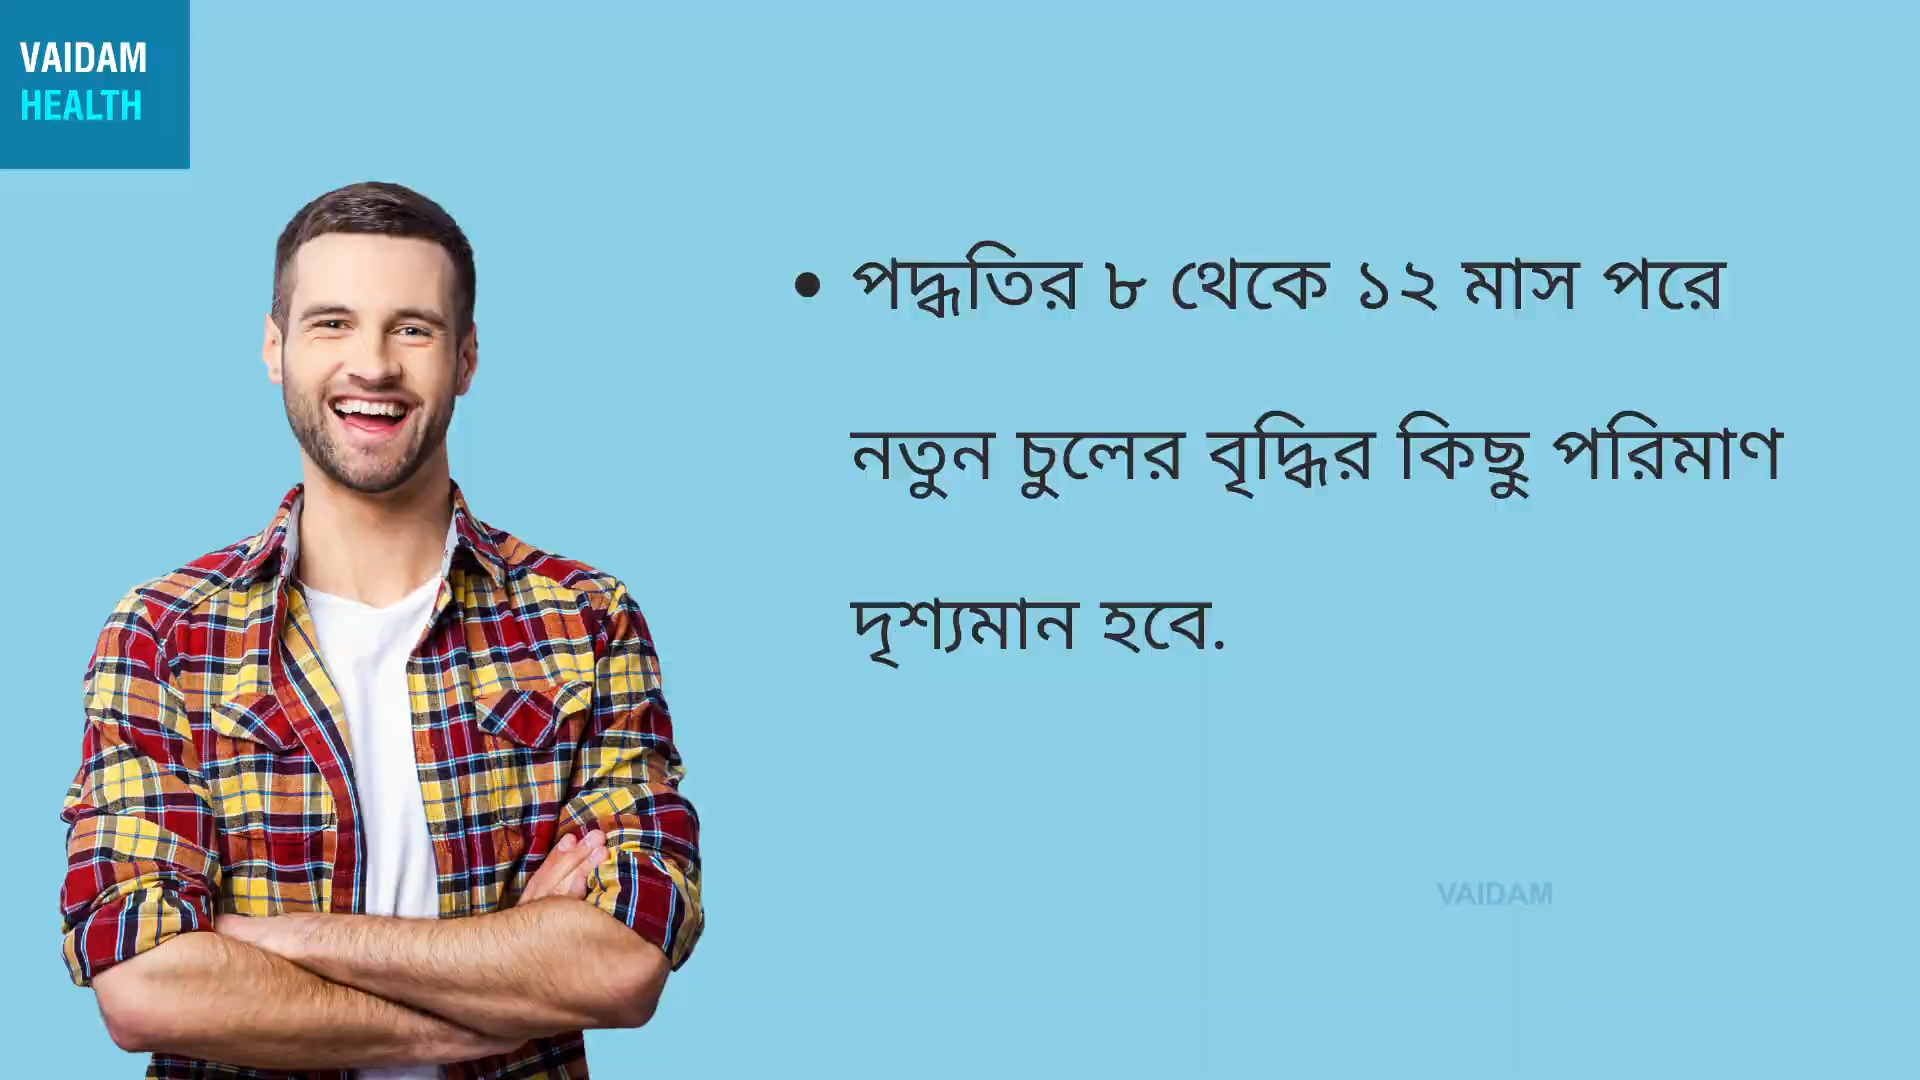 VAIDAM
HEALTH
• পদ্ধতির ৮ থেকে ১২ মাস পরে
নতুন চুলের বৃদ্ধির কিছু পরিমাণ
দৃশ্যমান হবে.
VAIDAM